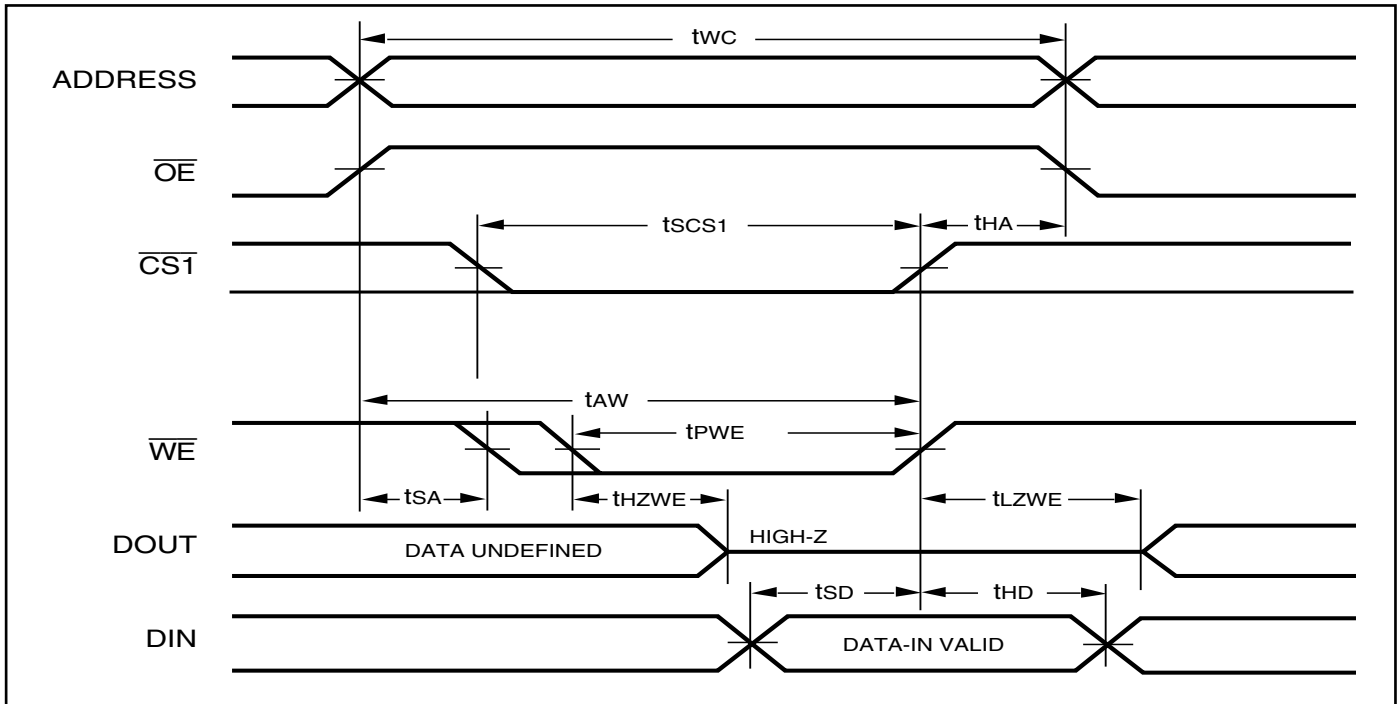 tWC
ADDRESS
OE
tSCS1
tHA
CS1
tAW
tPWE
WE
tSA
tHZWE
tLZWE
DOUT
DATA UNDEFINED
HIGH-Z
tSD
tHD
DIN
DATA-IN VALID